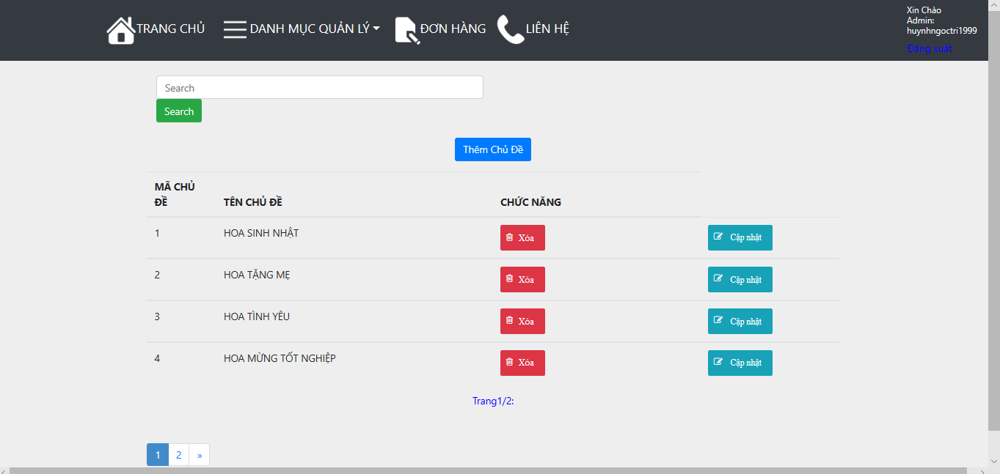 TRANG CHỦ DANH MỤC QUẢN LÝ ĐƠN HÀNG LIÊN HỆ
Xin Chào
Admin:
huynhngoctri1999
Đăng xuất
Search
Search
Thêm Chủ Đề
MÃ CHỦ
ĐỀ TÊN CHỦ ĐỀ CHỨC NĂNG
1 HOA SINH NHẬT Xóa Cập nhật
2 HOA TẶNG MẸ Xóa Cập nhật
3 HOA TÌNH YÊU Xóa Cập nhật
4 HOA MỪNG TỐT NGHIỆP Xóa Cập nhật
Trang1/2:
1 2 »